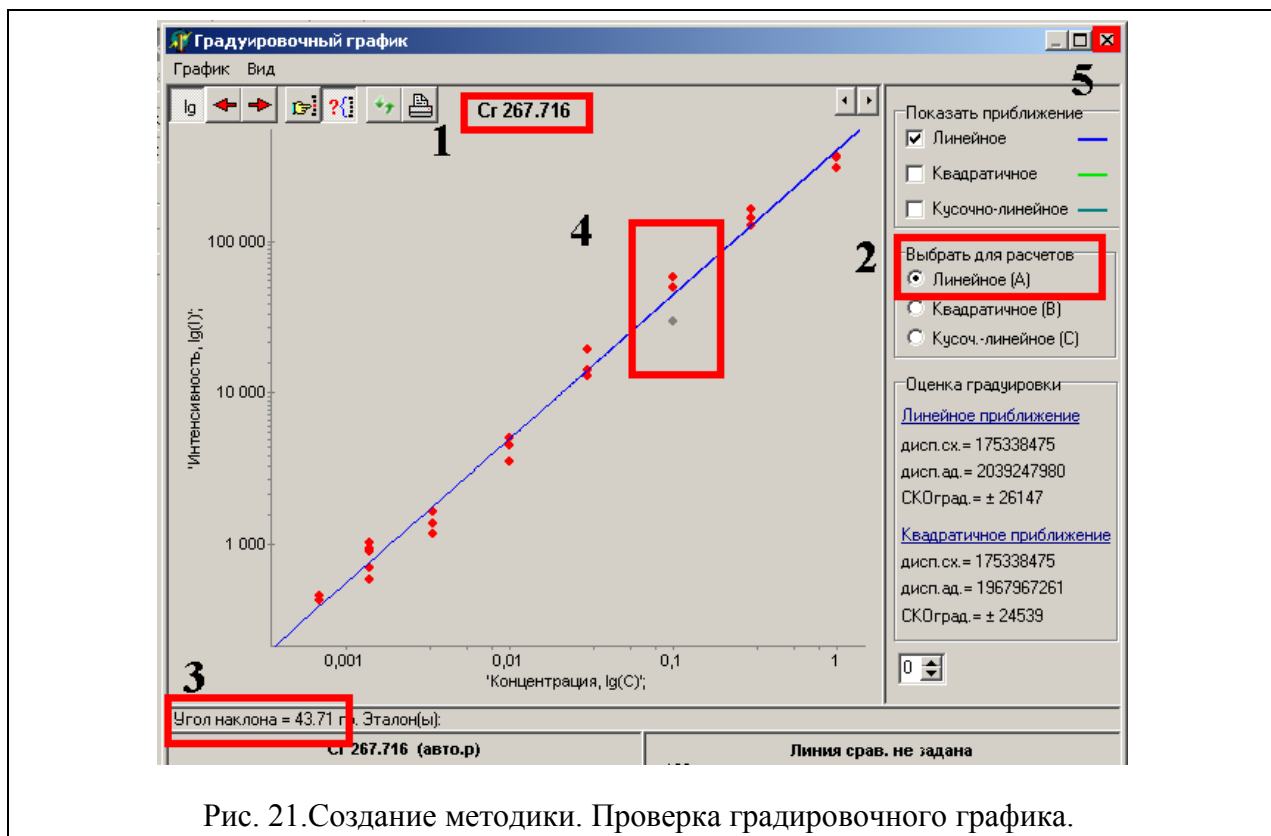 Градуировочный график
График Вид
lg
Cr 267.716
1
5
4
2
3
Показать приближение
Линейное
Квадратичное
Кусочно-линейное
Выбрать для расчетов
Линейное (A)
Квадратичное (B)
Кусоч.-линейное (C)
Оценка градуировки
Линейное приближение
дисп.сх.= 175338475
дисп.ад.= 2039247980
СКОград.= ± 26147
Квадратичное приближение
дисп.сх.= 175338475
дисп.ад.= 1967967261
СКОград.= ± 24539
0
'Интенсивность, lg(I)';
100 000
10 000
1 000
0,001 0,01 0,1 1
'Концентрация, lg(C)';
Угол наклона = 43.71 гр. Эталон(ы):
Cr 267.716 (авто.р)
Линия срав. не задана
Рис. 21.Создание методики. Проверка градировочного графика.